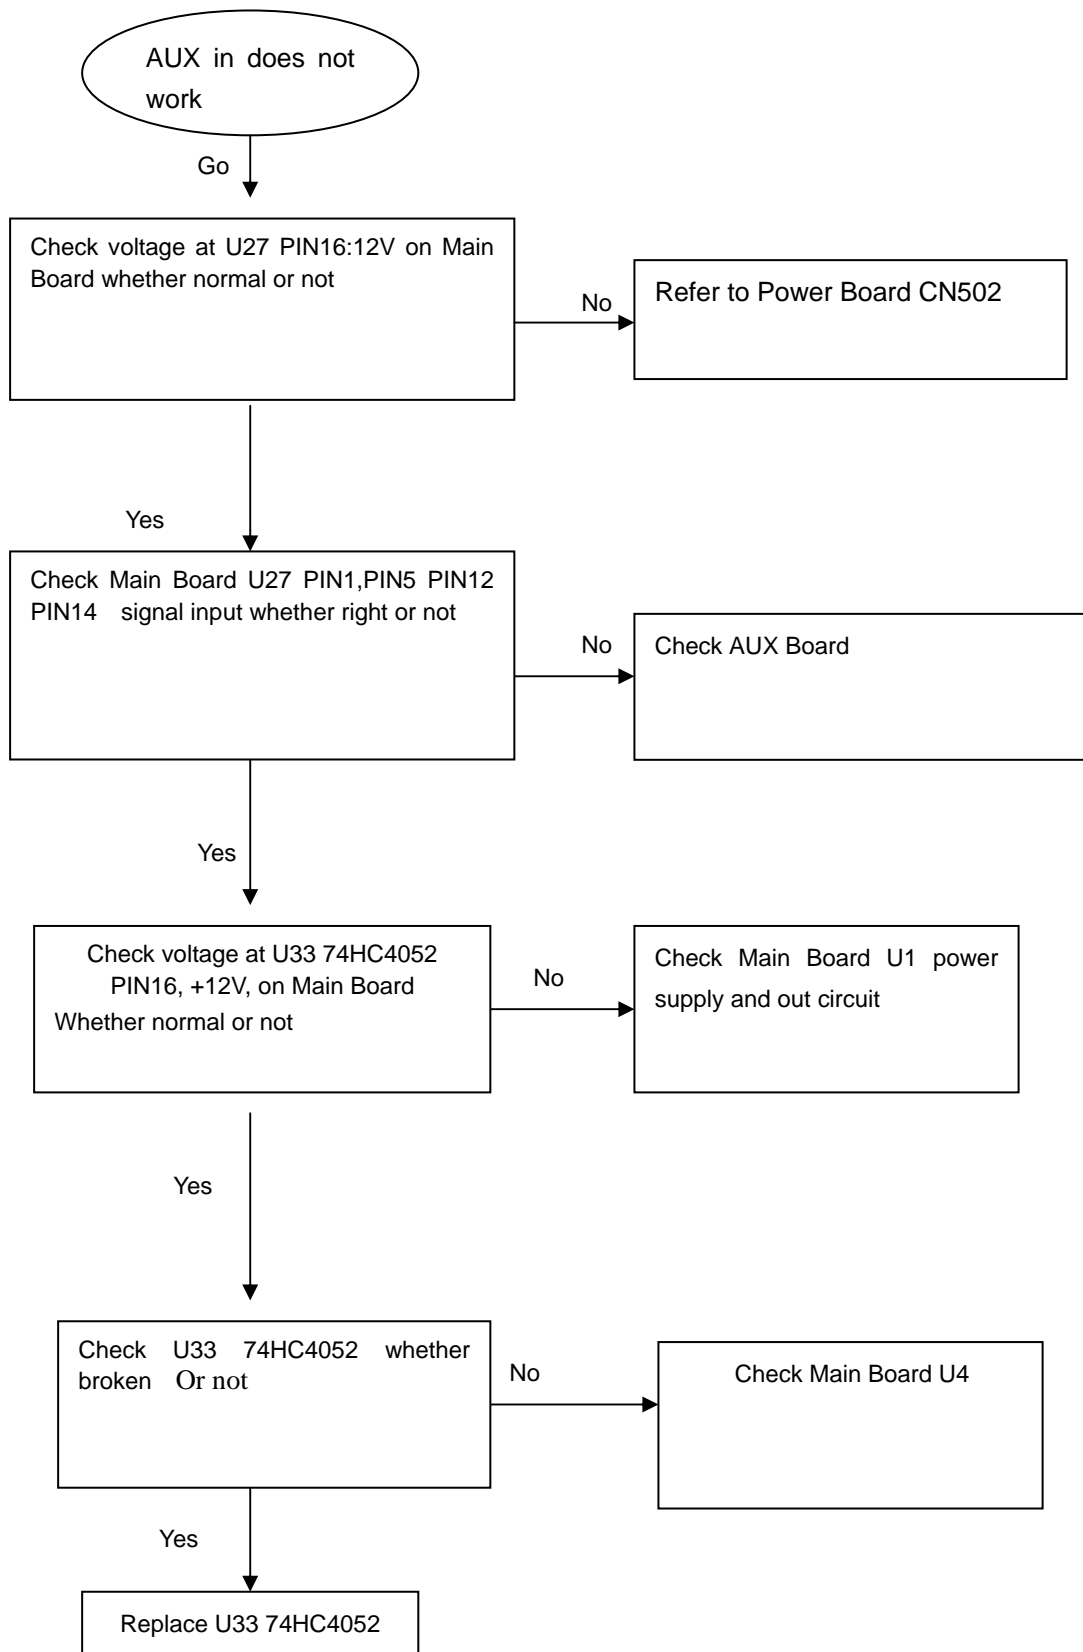 AUX in does not
work
Go
Check voltage at U27 PIN16:12V on Main
Board whether normal or not
No
Refer to Power Board CN502
Yes
Check Main Board U27 PIN1,PIN5 PIN12
PIN14 signal input whether right or not
No
Check AUX Board
Yes
Check voltage at U33 74HC4052
PIN16, +12V, on Main Board
Whether normal or not
No
Check Main Board U1 power
supply and out circuit
Yes
Check U33 74HC4052 whether
broken Or not
No
Check Main Board U4
Yes
Replace U33 74HC4052